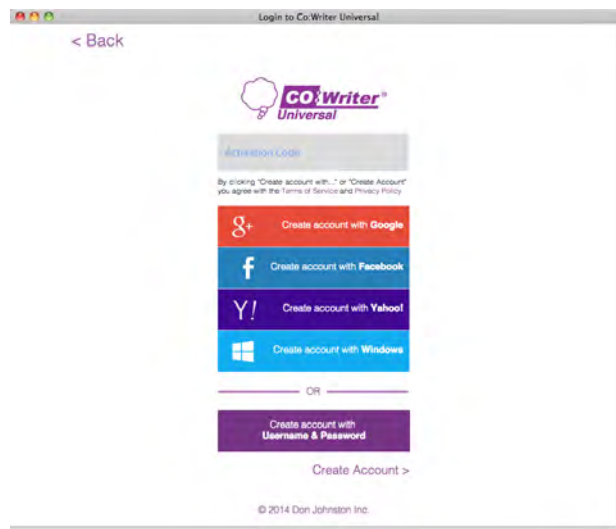 Login to Co:Writer Universal
< Back
CO:Writer®
Universal
Activation Code
By clicking "Create account with..." or "Create Account"
you agree with the Terms of Service and Privacy Policy
g+ Create account with Google
f Create account with Facebook
Y! Create account with Yahoo!
Create account with Windows
OR
Create account with
Username & Password
Create Account >
© 2014 Don Johnston Inc.